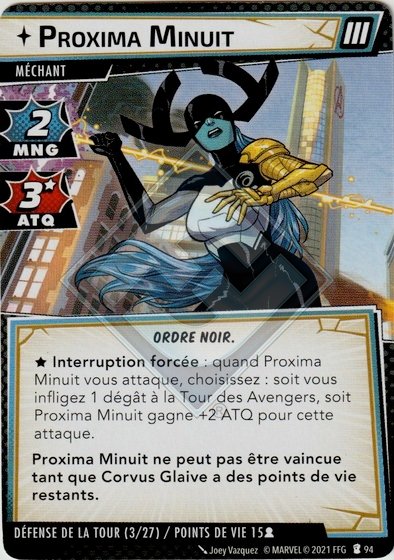 PROXIMA MINUIT
III
MÉCHANT
2
MNG
3★
ATQ
ORDRE NOIR.
★ Interruption forcée : quand Proxima
Minuit vous attaque, choisissez : soit vous
infligez 1 dégât à la Tour des Avengers, soit
Proxima Minuit gagne +2 ATQ pour cette
attaque.
Proxima Minuit ne peut pas être vaincue
tant que Corvus Glaive a des points de vie
restants.
DÉFENSE DE LA TOUR (3/27) / POINTS DE VIE 15
Joey Vazquez © MARVEL © 2021 FFG 94